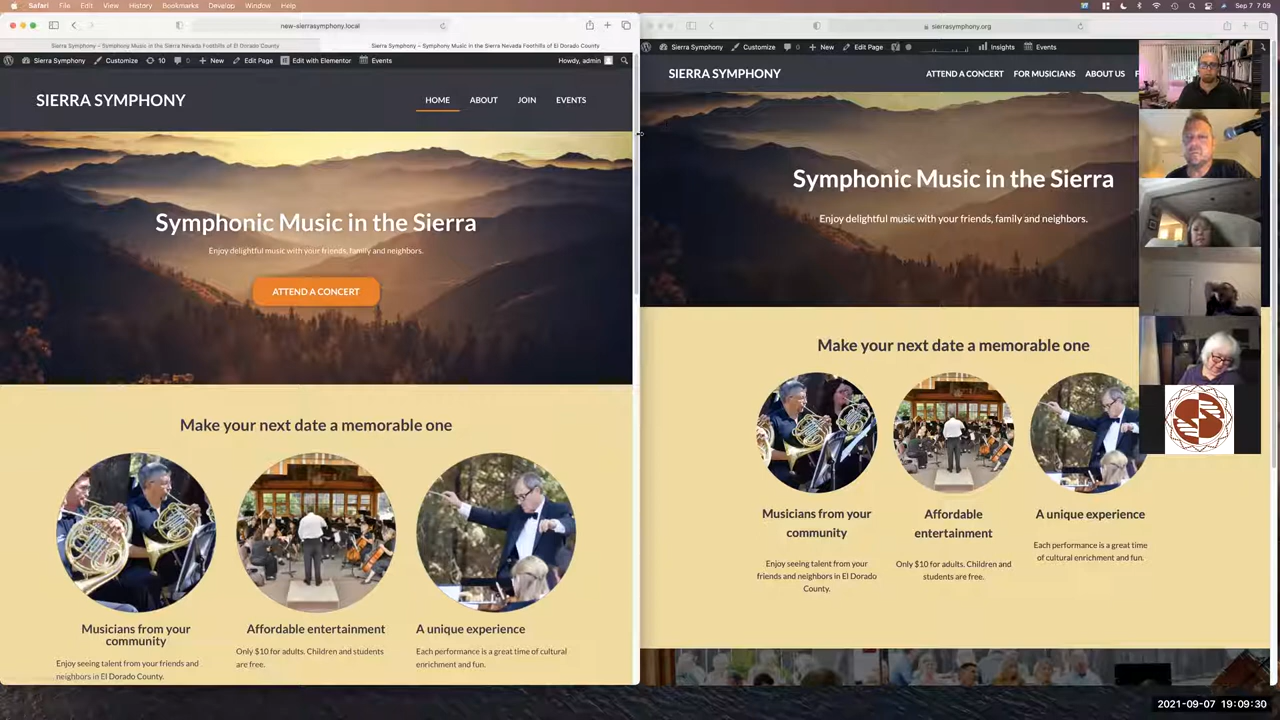 Safari File Edit View History Bookmarks Develop Window Help
Sep 7 7:09
new-sierrasymphony.local
Sierra Symphony – Symphony Music in the Sierra Nevada Foothills of El Dorado County
Sierra Symphony – Symphony Music in the Sierra Nevada Foothills of El Dorado County
Sierra Symphony Customize 10 0 New Edit Page Edit with Elementor Events Howdy, admin
SIERRA SYMPHONY
HOME ABOUT JOIN EVENTS
Symphonic Music in the Sierra
Enjoy delightful music with your friends, family and neighbors.
ATTEND A CONCERT
Make your next date a memorable one
Musicians from your
community
Enjoy seeing talent from your friends and
neighbors in El Dorado County.
Affordable entertainment
Only $10 for adults. Children and students
are free.
A unique experience
Each performance is a great time of cultural
enrichment and fun.
sierrasymphony.org
Sierra Symphony Customize 0 New Edit Page Insights Events
SIERRA SYMPHONY
ATTEND A CONCERT FOR MUSICIANS ABOUT US
Symphonic Music in the Sierra
Enjoy delightful music with your friends, family and neighbors.
Make your next date a memorable one
Musicians from your
community
Enjoy seeing talent from your
friends and neighbors in El Dorado
County.
Affordable
entertainment
Only $10 for adults. Children and
students are free.
A unique experience
Each performance is a great time
of cultural enrichment and fun.
2021-09-07 19:09:30